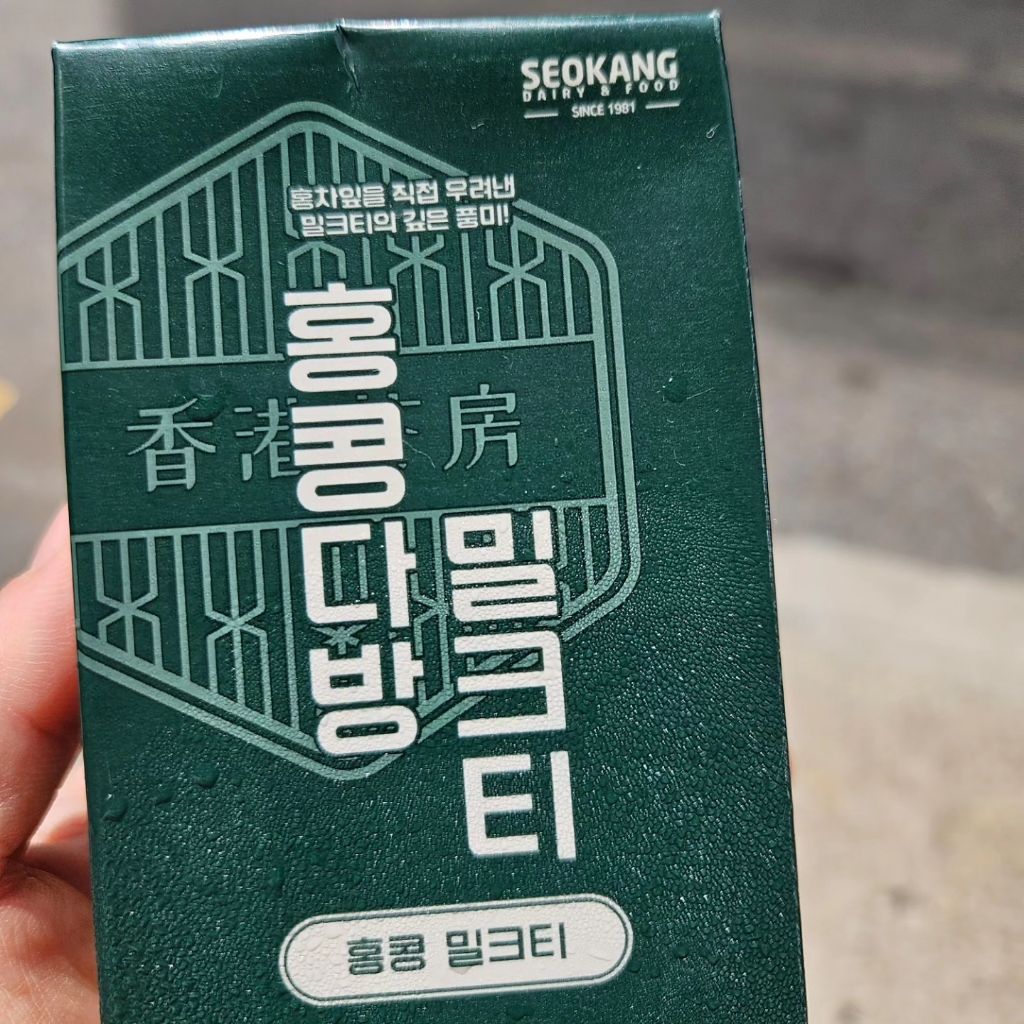 SEOKANG
DAIRY & FOOD
SINCE 1981
홍차잎을 직접 우려낸
밀크티의 깊은 풍미!
홍콩다방
밀크티
香港茶房
홍콩 밀크티